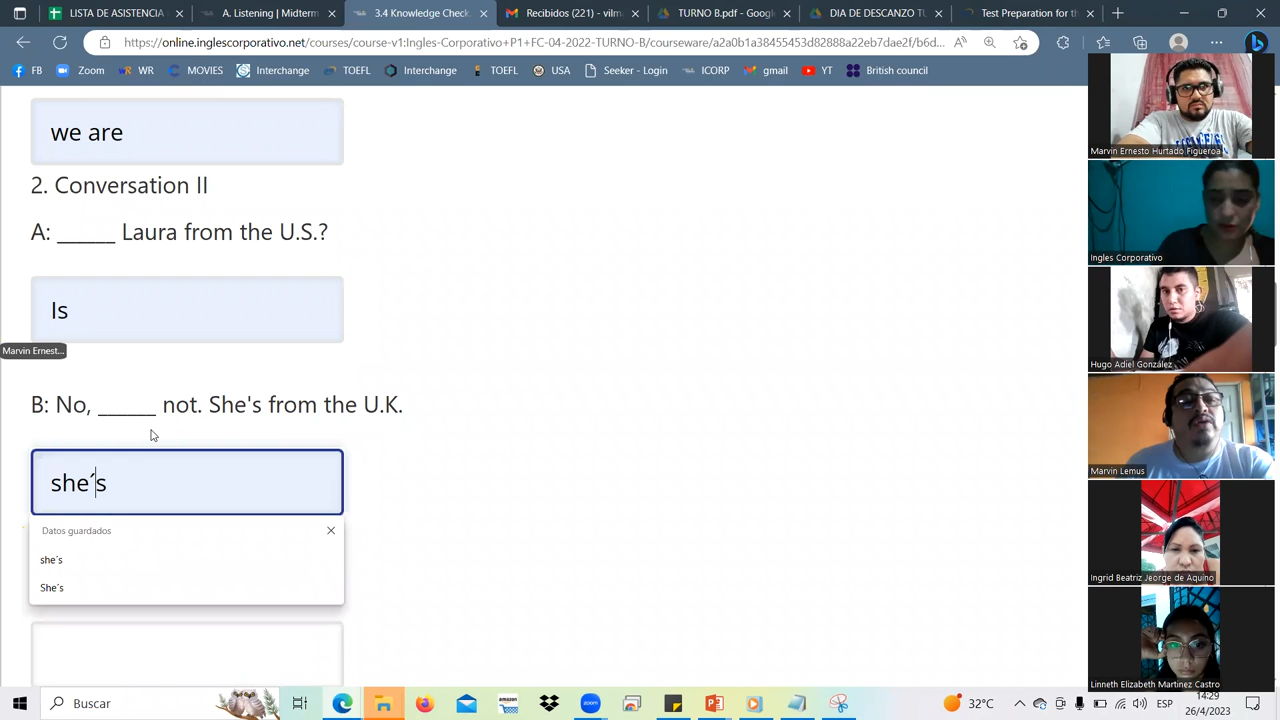 LISTA DE ASISTENCIA
A. Listening | Midterm
3.4 Knowledge Check
Recibidos (221) - vilm
TURNO B.pdf - Google
DIA DE DESCANZO TU
Test Preparation for th
https://online.inglescorporativo.net/courses/course-v1:Ingles-Corporativo+P1+FC-04-2022-TURNO-B/courseware/a2a0b1a38455453d82888a22eb7dae2f/b6d...
FB
Zoom
WR
MOVIES
Interchange
TOEFL
Interchange
TOEFL
USA
Seeker - Login
ICORP
gmail
YT
British council
we are
2. Conversation II
A: ______ Laura from the U.S.?
Is
Marvin Ernest...
B: No, ______ not. She's from the U.K.
she´s
Datos guardados
she´s
She´s
Marvin Ernesto Hurtado Figueroa
Ingles Corporativo
Hugo Adiel González
Marvin Lemus
Ingrid Beatriz Jeorge de Aquino
Linneth Elizabeth Martinez Castro
Buscar
amazon
zoom
32°C
ESP
14:29
26/4/2023